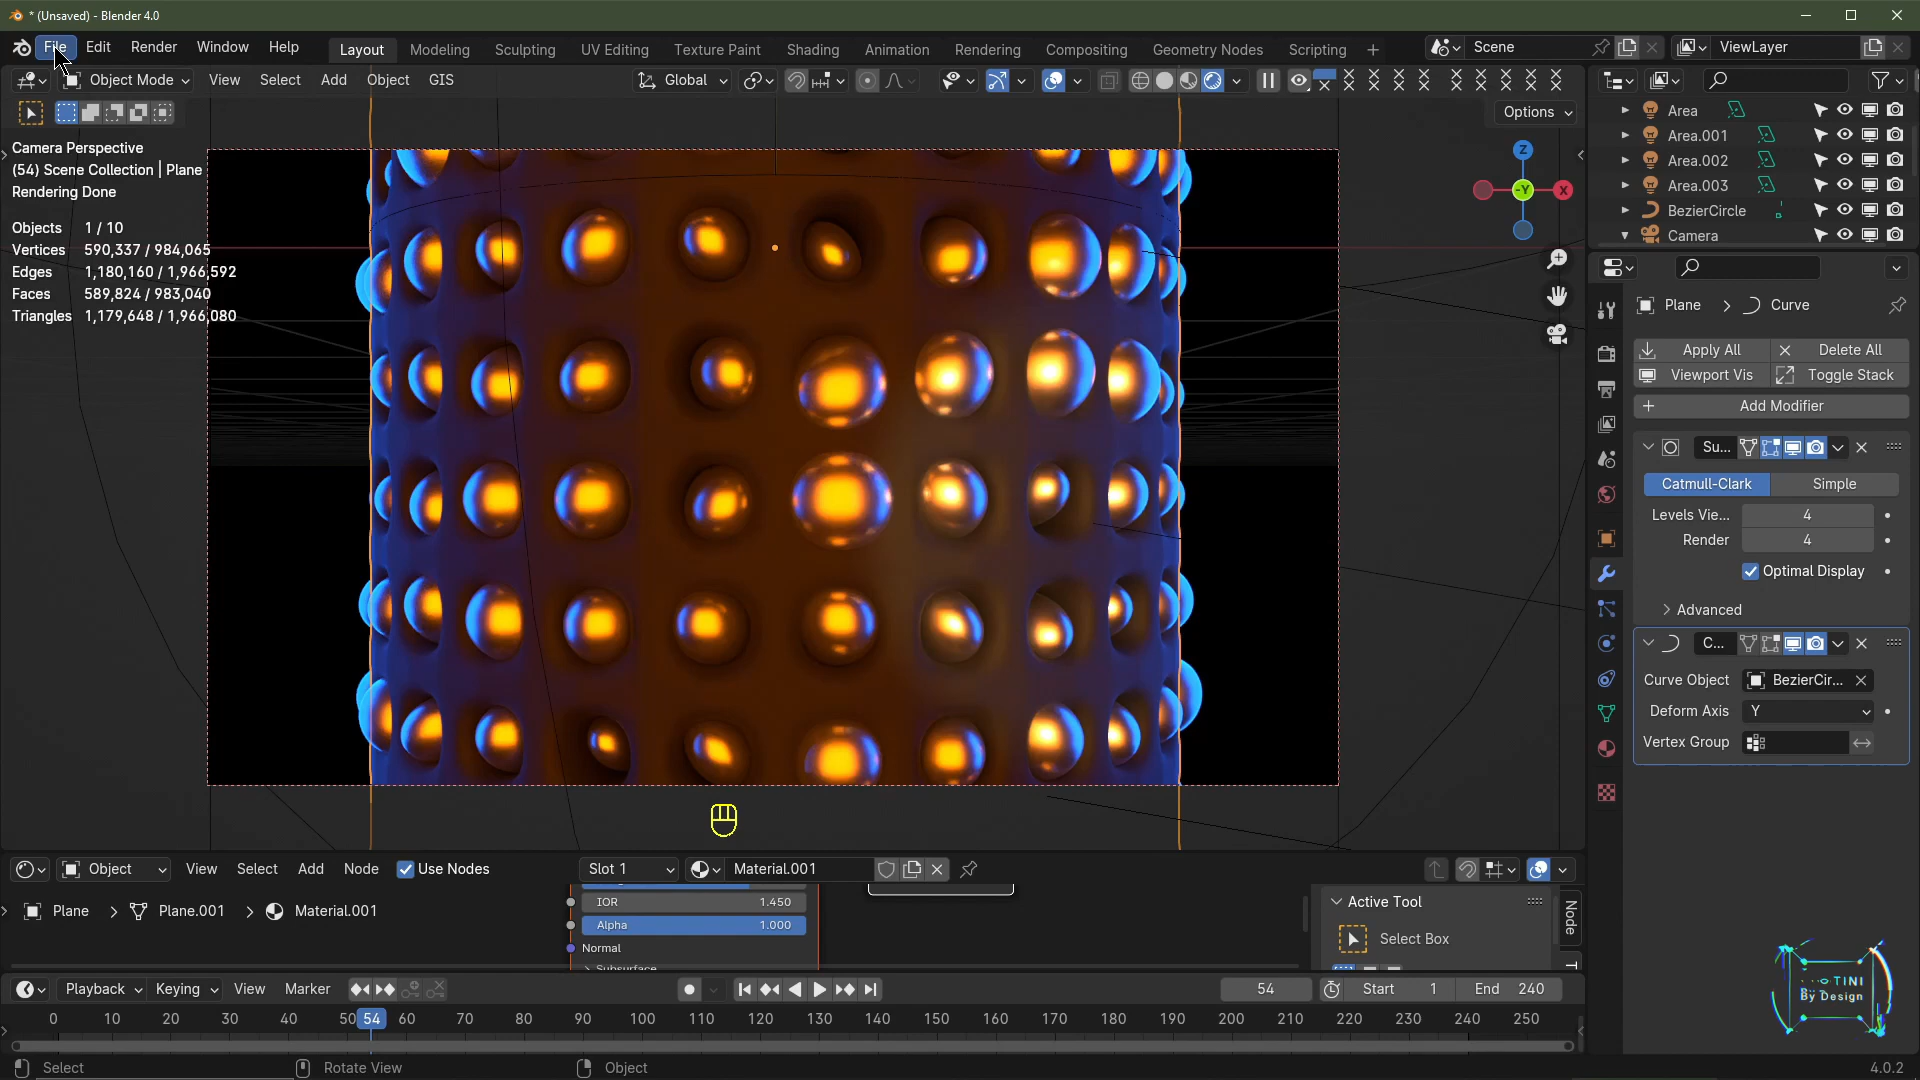 * (Unsaved) - Blender 4.0
File Edit Render Window Help Layout Modeling Sculpting UV Editing Texture Paint Shading Animation Rendering Compositing Geometry Nodes Scripting + Scene ViewLayer
Object Mode View Select Add Object GIS Global
Options
Camera Perspective
(54) Scene Collection | Plane
Rendering Done
Objects 1 / 10
Vertices 590,337 / 984,065
Edges 1,180,160 / 1,966,592
Faces 589,824 / 983,040
Triangles 1,179,648 / 1,966,080
Z
-Y
X
Area
Area.001
Area.002
Area.003
BezierCircle
Camera
Plane > Curve
Apply All Delete All
Viewport Vis Toggle Stack
Add Modifier
Su...
Catmull-Clark Simple
Levels Vie... 4
Render 4
Optimal Display
Advanced
C...
Curve Object BezierCir...
Deform Axis Y
Vertex Group
Object View Select Add Node Use Nodes Slot 1 Material.001
Plane > Plane.001 > Material.001
IOR 1.450
Alpha 1.000
Normal
Subsurface
Active Tool
Select Box
Node
Playback Keying View Marker 54 Start 1 End 240
0 10 20 30 40 50 54 60 70 80 90 100 110 120 130 140 150 160 170 180 190 200 210 220 230 240 250
By Design
Select Rotate View Object 4.0.2